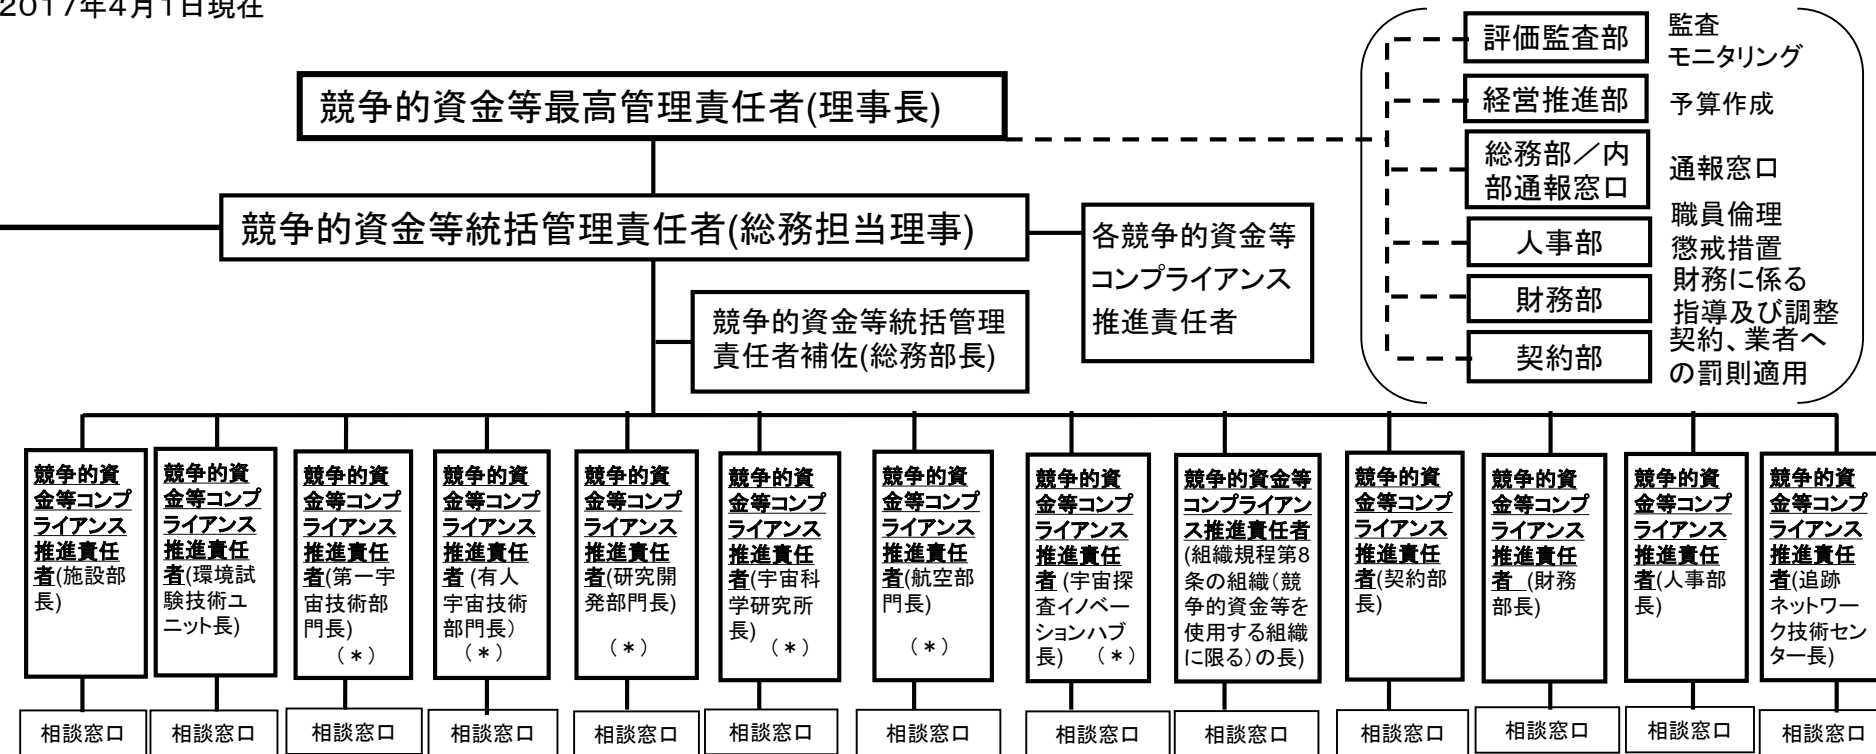 2017年4月1日現在
競争的資金等最高管理責任者(理事長)
競争的資金等統括管理責任者(総務担当理事)
各競争的資金等
コンプライアンス
推進責任者
競争的資金等統括管理
責任者補佐(総務部長)
評価監査部
監査
モニタリング
経営推進部
予算作成
総務部／内
部通報窓口
通報窓口
人事部
職員倫理
懲戒措置
財務部
財務に係る
指導及び調整
契約部
契約、業者へ
の罰則適用
競争的資
金等コンプ
ライアンス
推進責任
者(施設部
長)
競争的資
金等コンプ
ライアンス
推進責任
者(環境試
験技術ユ
ニット長)
競争的資
金等コンプ
ライアンス
推進責任
者(第一宇
宙技術部
門長)
（＊）
競争的資
金等コンプ
ライアンス
推進責任
者(有人
宇宙技術
部門長）
（＊）
競争的資
金等コンプ
ライアンス
推進責任
者(研究開
発部門長)
（＊）
競争的資
金等コンプ
ライアンス
推進責任
者(宇宙科
学研究所
長)　（＊）
競争的資
金等コンプ
ライアンス
推進責任
者(航空部
門長)
（＊）
競争的資
金等コンプ
ライアンス
推進責任
者(宇宙探
査イノベー
ションハブ
長)　（＊）
競争的資金等
コンプライアン
ス推進責任者
(組織規程第8
条の組織（競
争的資金等を
使用する組織
に限る）の長)
競争的資
金等コンプ
ライアンス
推進責任
者(契約部
長)
競争的資
金等コンプ
ライアンス
推進責任
者 (財務
部長)
競争的資
金等コンプ
ライアンス
推進責任
者(人事部
長)
競争的資
金等コンプ
ライアンス
推進責任
者(追跡
ネットワー
ク技術セン
ター長)
相談窓口
相談窓口
相談窓口
相談窓口
相談窓口
相談窓口
相談窓口
相談窓口
相談窓口
相談窓口
相談窓口
相談窓口
相談窓口